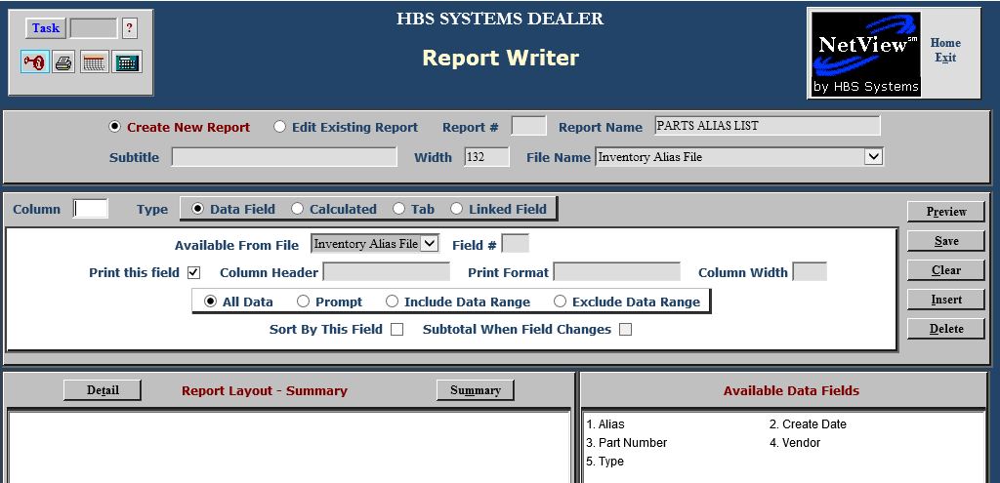 HBS SYSTEMS DEALER
Report Writer
Task ?
NetView℠
by HBS Systems
Home
Exit
Create New Report Edit Existing Report Report # Report Name PARTS ALIAS LIST
Subtitle Width 132 File Name Inventory Alias File
Column Type Data Field Calculated Tab Linked Field
Available From File Inventory Alias File Field #
Print this field Column Header Print Format Column Width
All Data Prompt Include Data Range Exclude Data Range
Sort By This Field Subtotal When Field Changes
Preview
Save
Clear
Insert
Delete
Detail Report Layout - Summary Summary
Available Data Fields
1. Alias 2. Create Date
3. Part Number 4. Vendor
5. Type